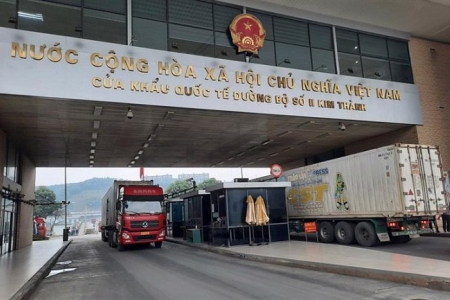 NƯỚC CỘNG HÒA XÃ HỘI CHỦ NGHĨA VIỆT NAM
CỬA KHẨU QUỐC TẾ ĐƯỜNG BỘ SỐ II KIM THÀNH
EXPRESS